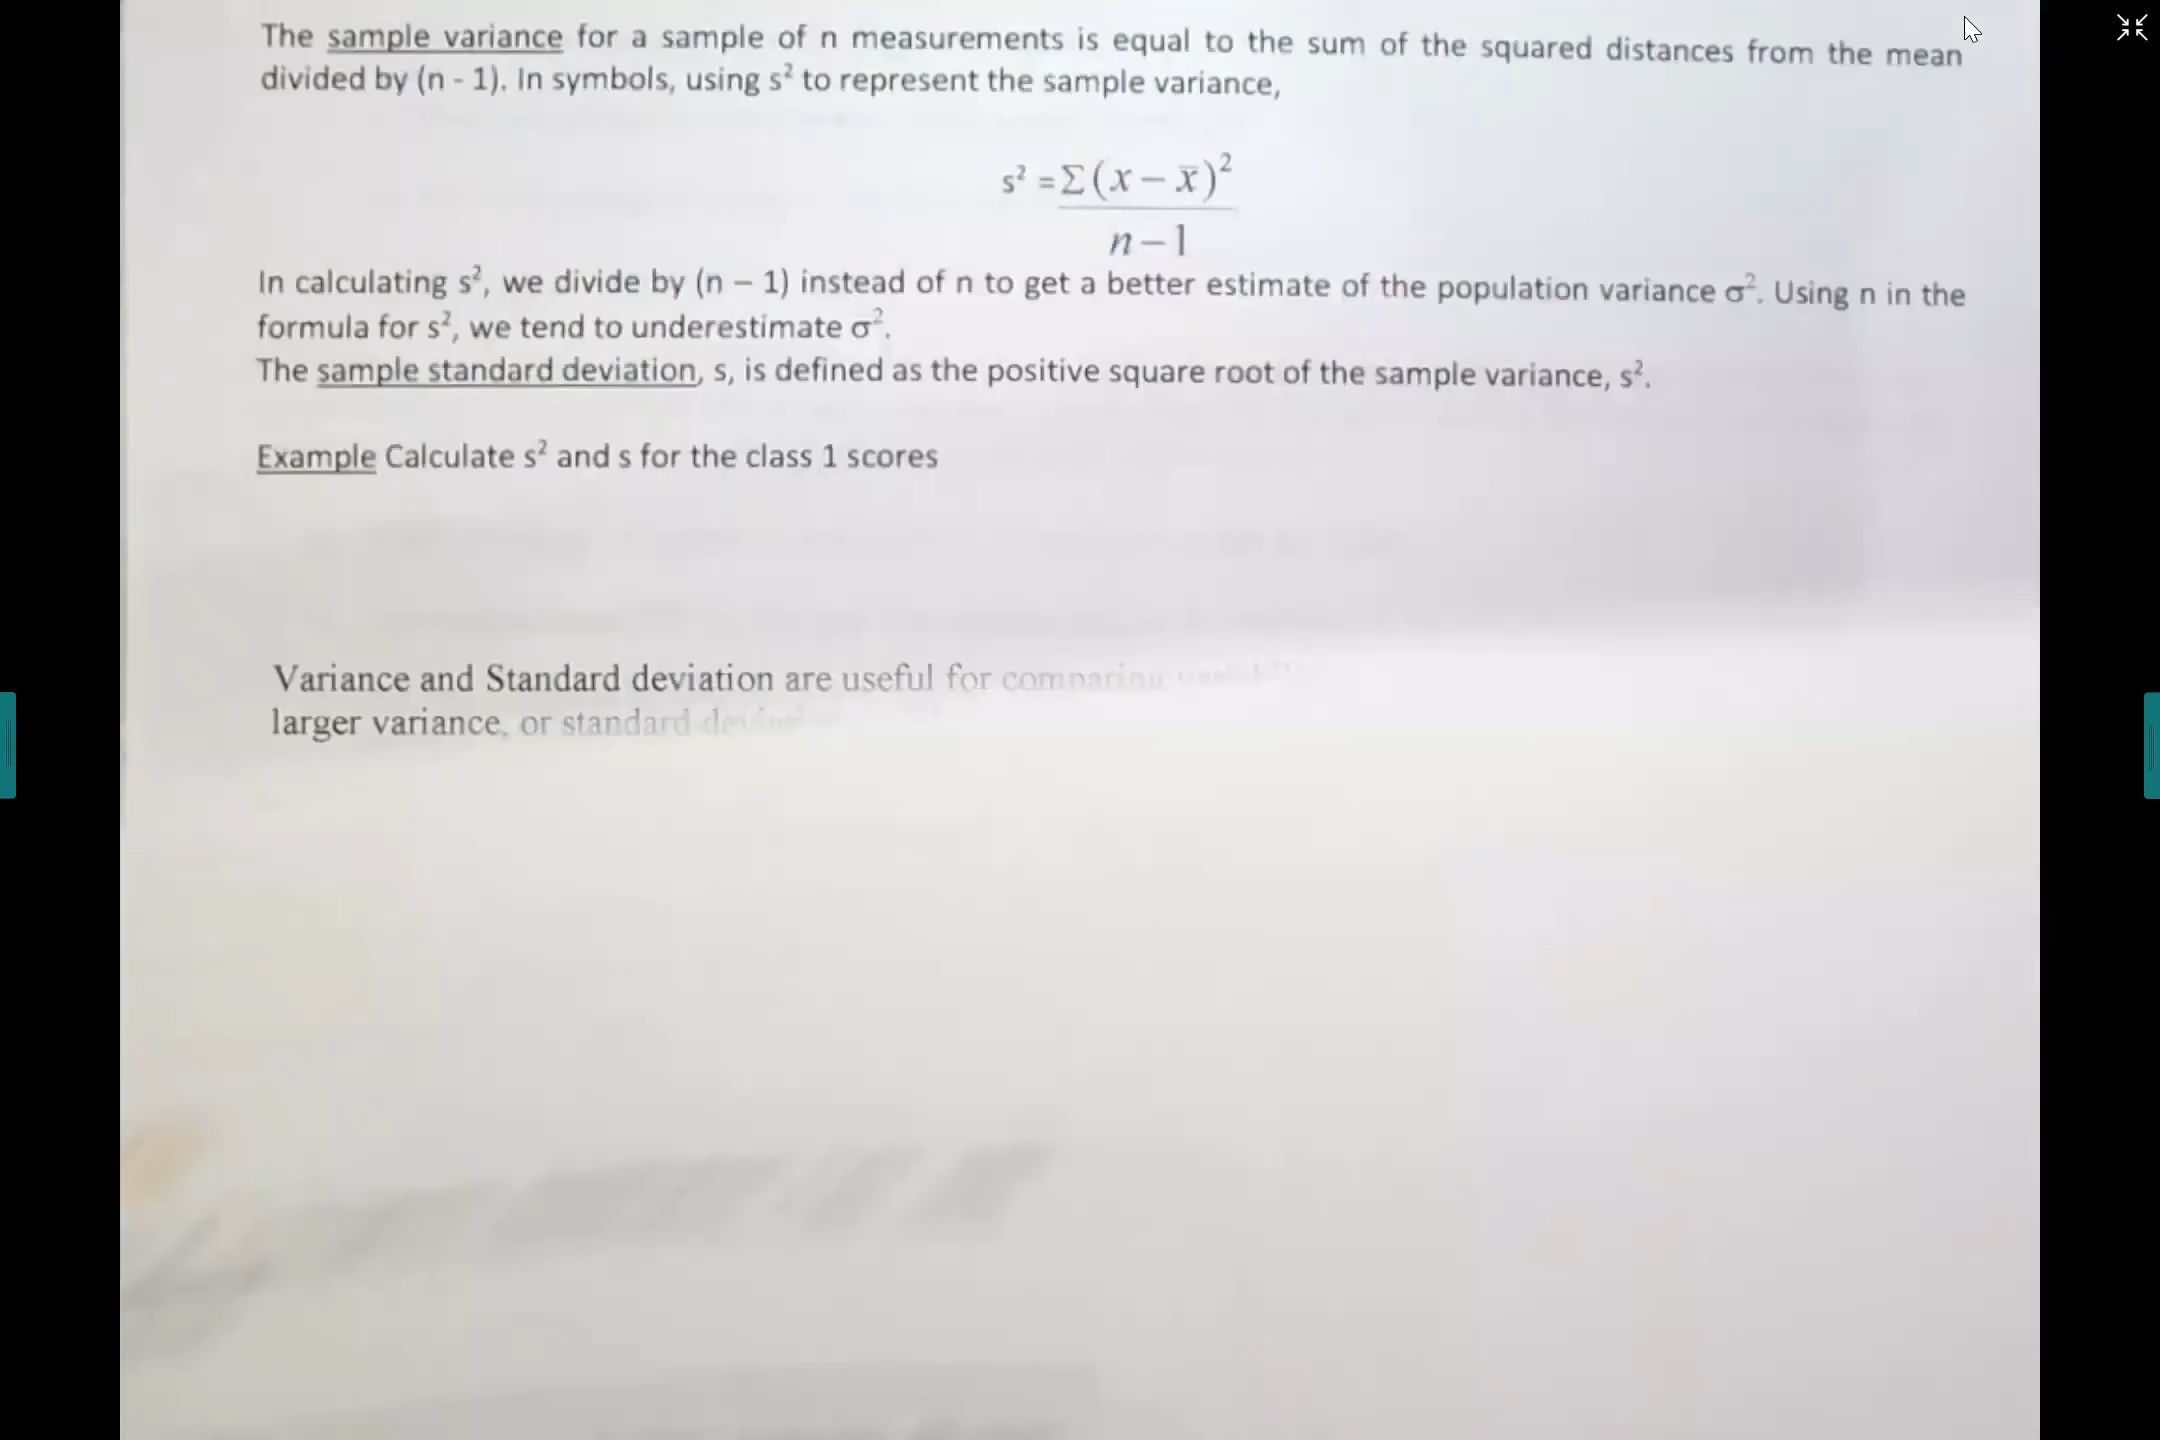 The sample variance for a sample of n measurements is equal to the sum of the squared distances from the mean
divided by (n - 1). In symbols, using s² to represent the sample variance,
s² = Σ(x − x̄)²
n − 1
In calculating s², we divide by (n – 1) instead of n to get a better estimate of the population variance σ². Using n in the
formula for s², we tend to underestimate σ².
The sample standard deviation, s, is defined as the positive square root of the sample variance, s².
Example Calculate s² and s for the class 1 scores
Variance and Standard deviation are useful for comparing
larger variance, or standard